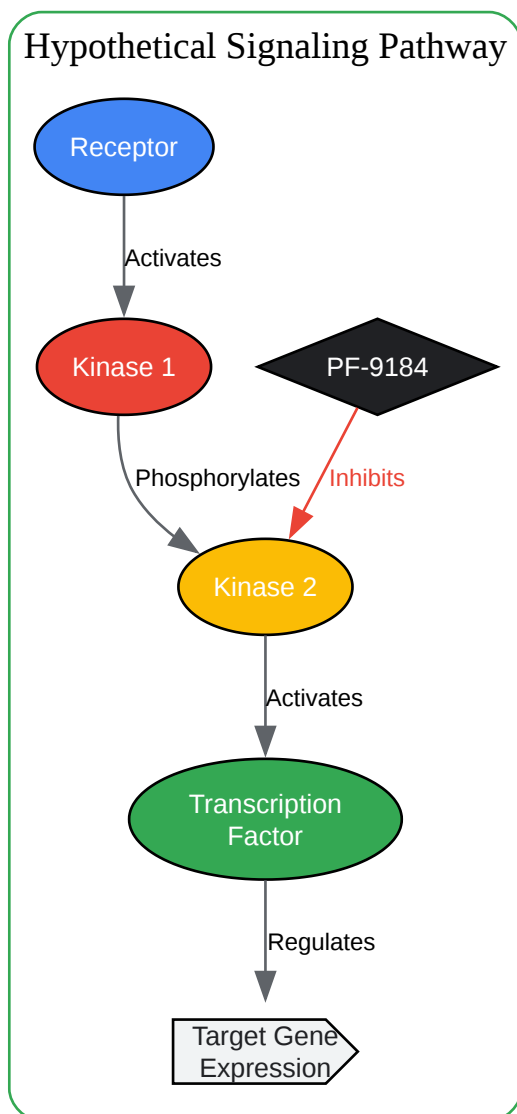 Hypothetical Signaling Pathway
Receptor
Activates
Kinase 1
PF-9184
Phosphorylates
Inhibits
Kinase 2
Activates
Transcription
Factor
Regulates
Target Gene
Expression